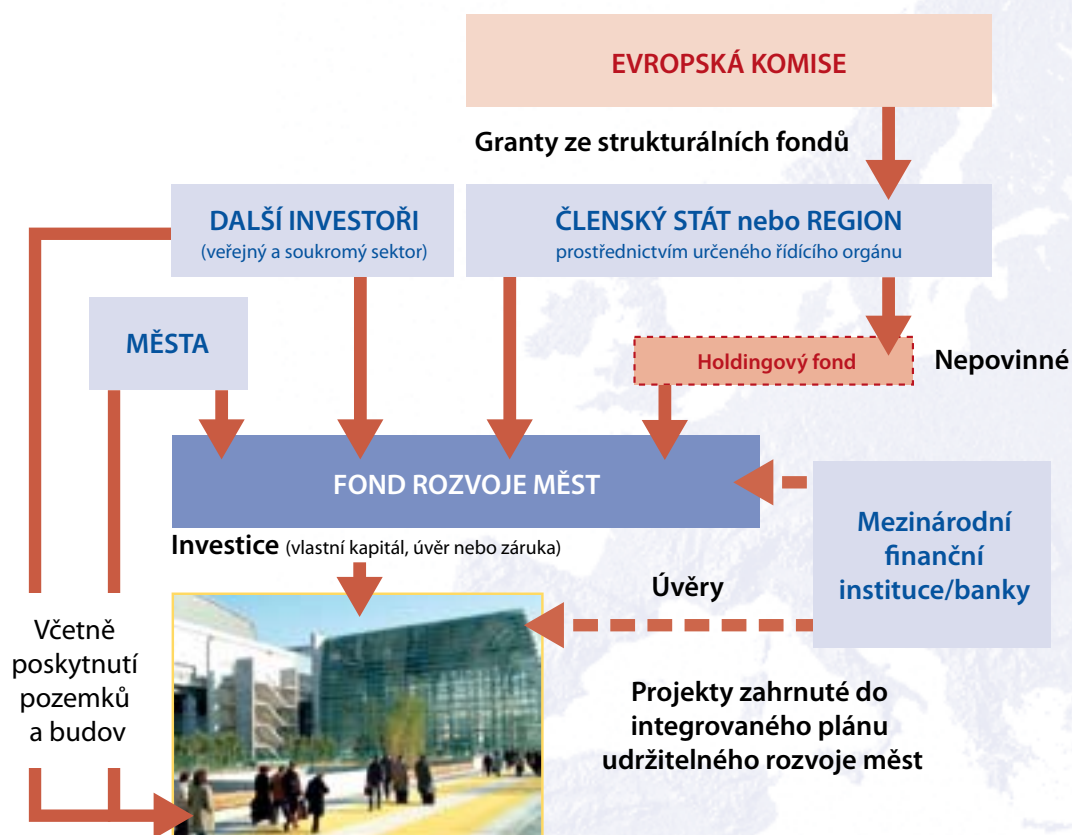 EVROPSKÁ KOMISE
Granty ze strukturálních fondů
DALŠÍ INVESTOŘI
(veřejný a soukromý sektor)
ČLENSKÝ STÁT nebo REGION
prostřednictvím určeného řídícího orgánu
MĚSTA
Holdingový fond
Nepovinné
FOND ROZVOJE MĚST
Mezinárodní
finanční
instituce/banky
Investice (vlastní kapitál, úvěr nebo záruka)
Úvěry
Včetně
poskytnutí
pozemků
a budov
Projekty zahrnuté do
integrovaného plánu
udržitelného rozvoje měst